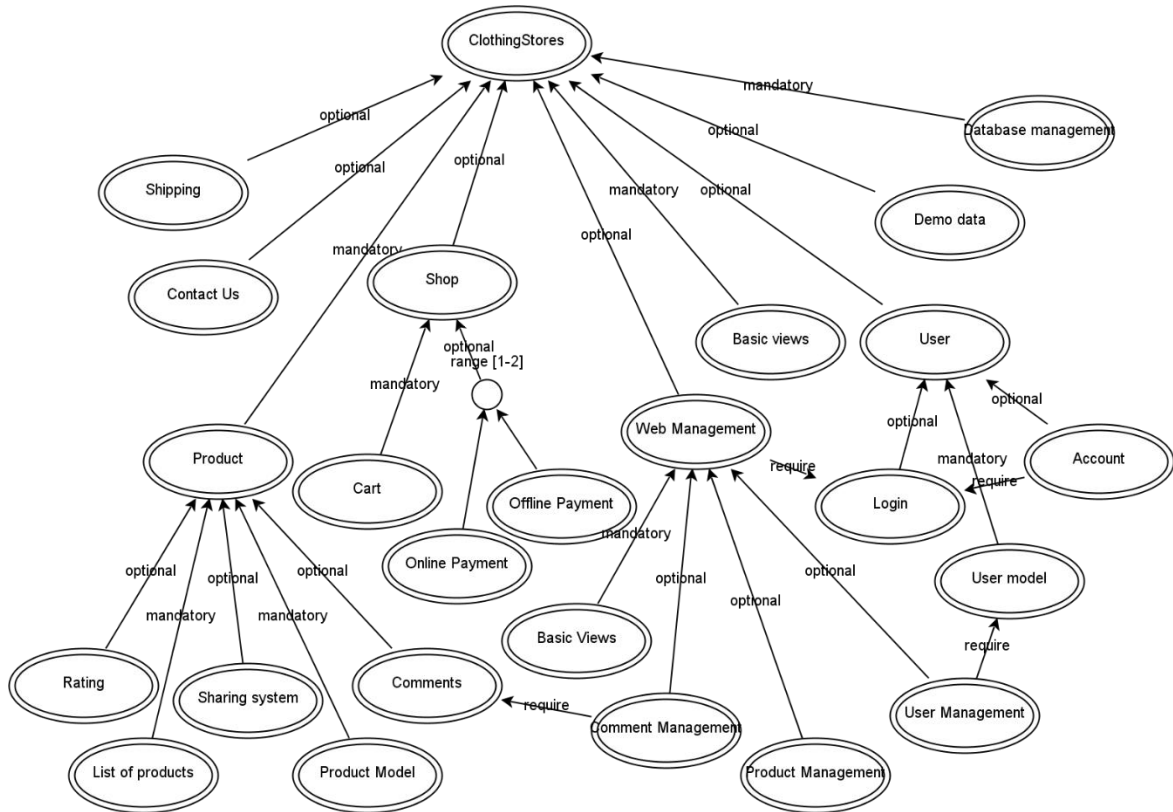 ClothingStores
mandatory
optional
Database management
optional
optional
optional
Shipping
mandatory
optional
Demo data
optional
mandatory
Shop
Contact Us
Basic views
User
optional
range [1-2]
mandatory
optional
optional
Web Management
Product
require
mandatory
Account
require
Cart
Offline Payment
Login
mandatory
Online Payment
optional
optional
optional
optional
User model
mandatory
mandatory
optional
optional
Basic Views
require
Rating
Comments
Sharing system
require
User Management
Comment Management
List of products
Product Model
Product Management